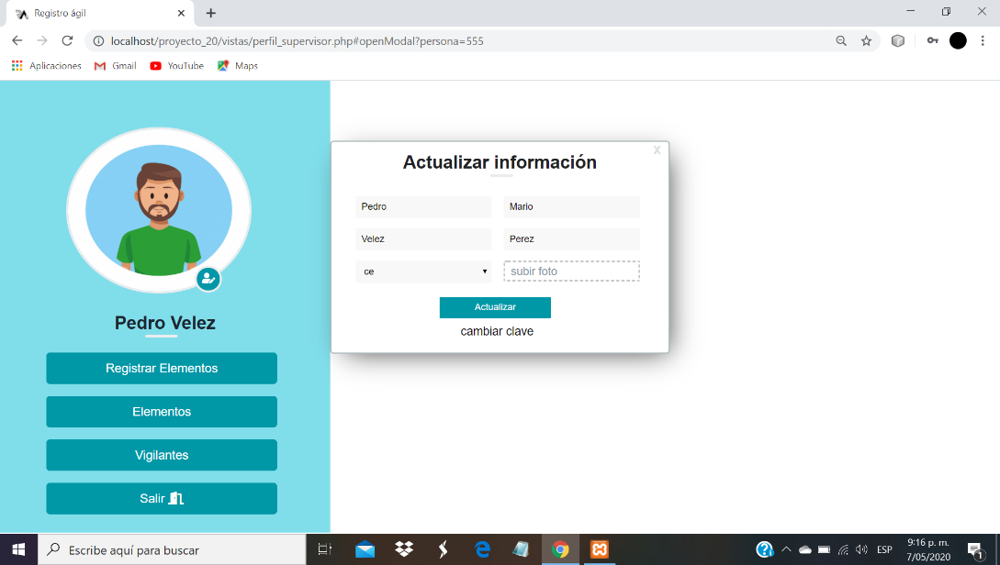 Registro ágil
localhost/proyecto_20/vistas/perfil_supervisor.php#openModal?persona=555
Aplicaciones Gmail YouTube Maps
X
Actualizar información
Pedro Mario
Velez Perez
ce subir foto
Actualizar
cambiar clave
Pedro Velez
Registrar Elementos
Elementos
Vigilantes
Salir
Escribe aquí para buscar
ESP
9:16 p. m.
7/05/2020
1